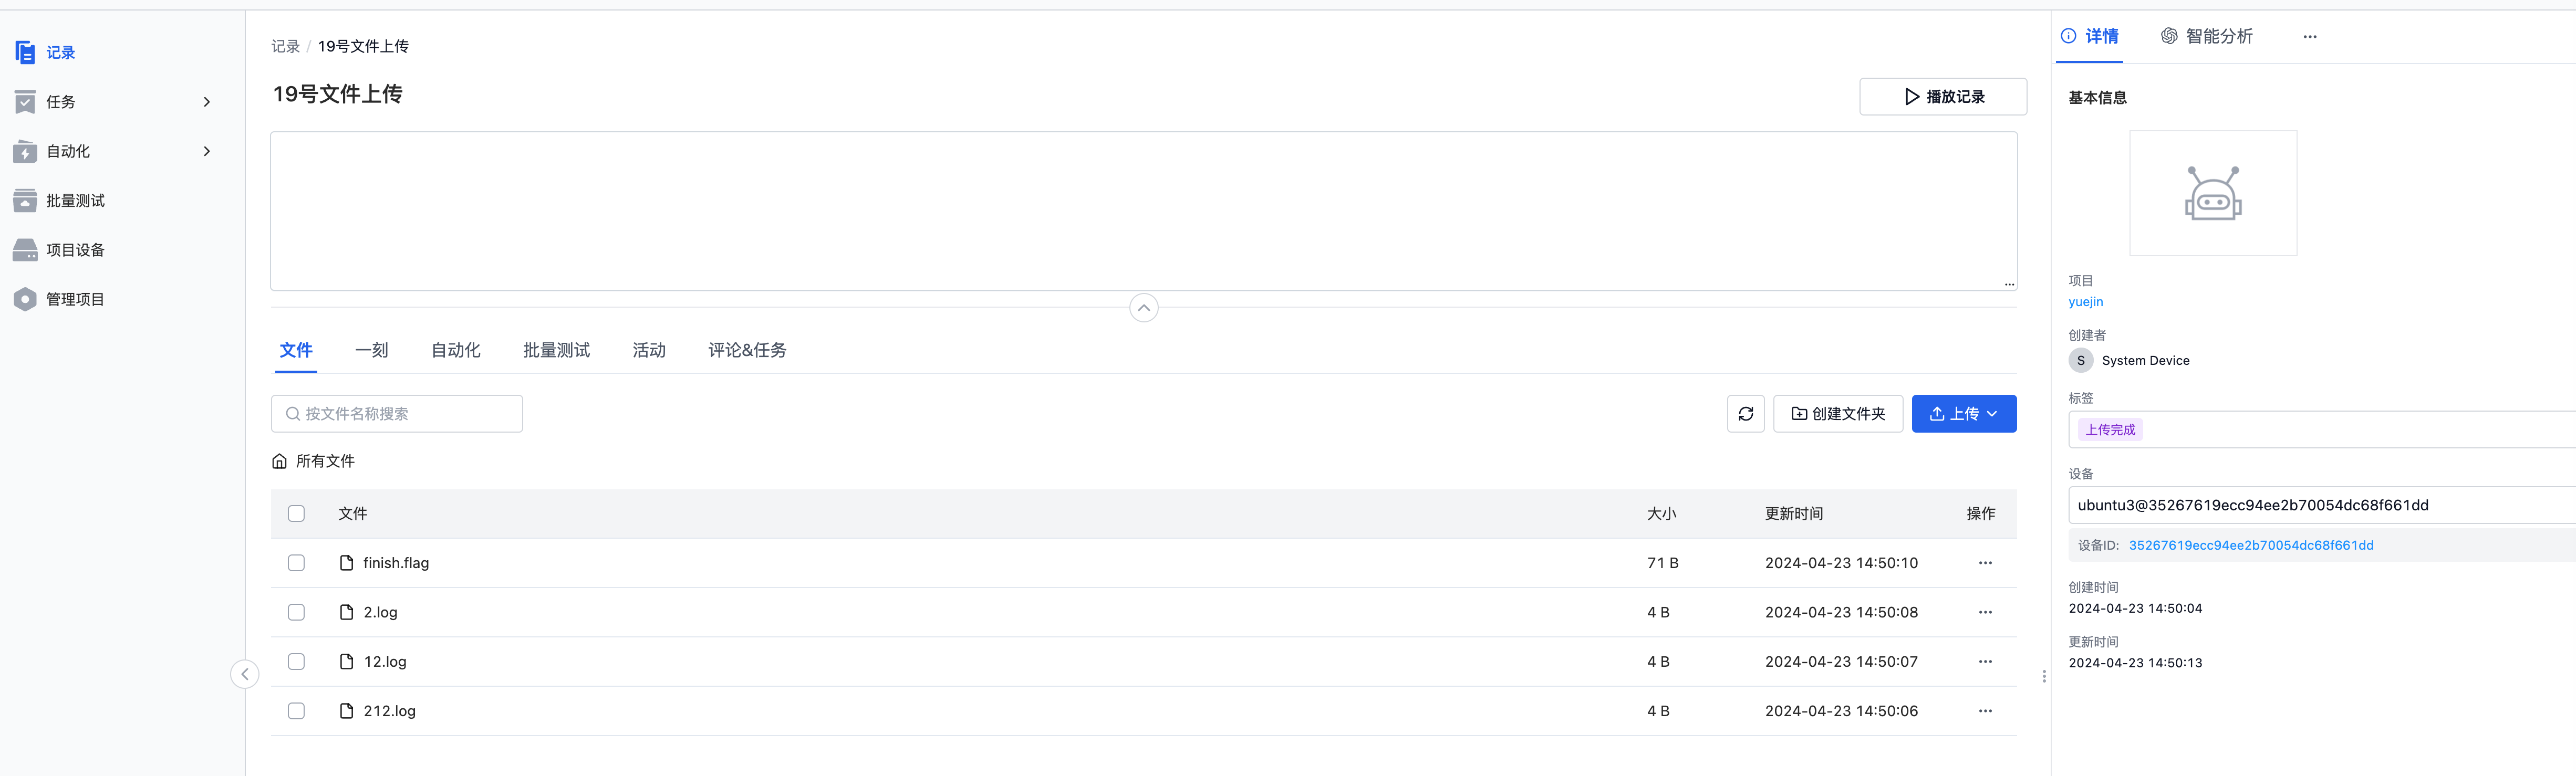 记录
任务
自动化
批量测试
项目设备
管理项目
记录 / 19号文件上传
19号文件上传
播放记录
文件 一刻 自动化 批量测试 活动 评论&任务
按文件名称搜索
创建文件夹 上传
所有文件
文件 大小 更新时间 操作
finish.flag 71 B 2024-04-23 14:50:10
2.log 4 B 2024-04-23 14:50:08
12.log 4 B 2024-04-23 14:50:07
212.log 4 B 2024-04-23 14:50:06
详情 智能分析
基本信息
项目
yuejin
创建者
S System Device
标签
上传完成
设备
ubuntu3@35267619ecc94ee2b70054dc68f661dd
设备ID: 35267619ecc94ee2b70054dc68f661dd
创建时间
2024-04-23 14:50:04
更新时间
2024-04-23 14:50:13